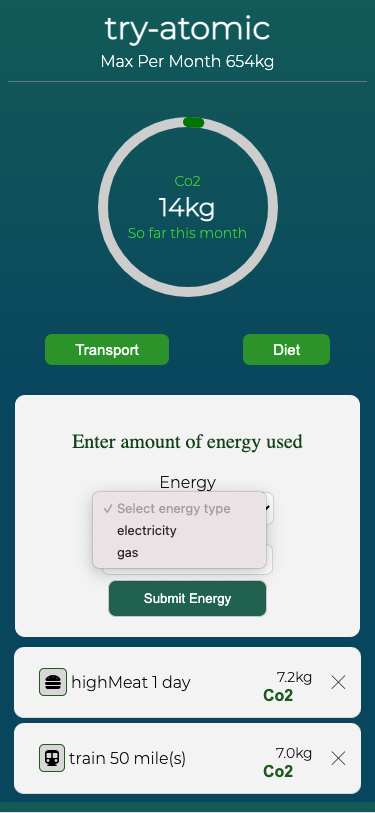 try-atomic
Max Per Month 654kg
Co2
14kg
So far this month
Transport
Diet
Enter amount of energy used
Energy
✓ Select energy type
electricity
gas
Submit Energy
highMeat 1 day
7.2kg
Co2
train 50 mile(s)
7.0kg
Co2